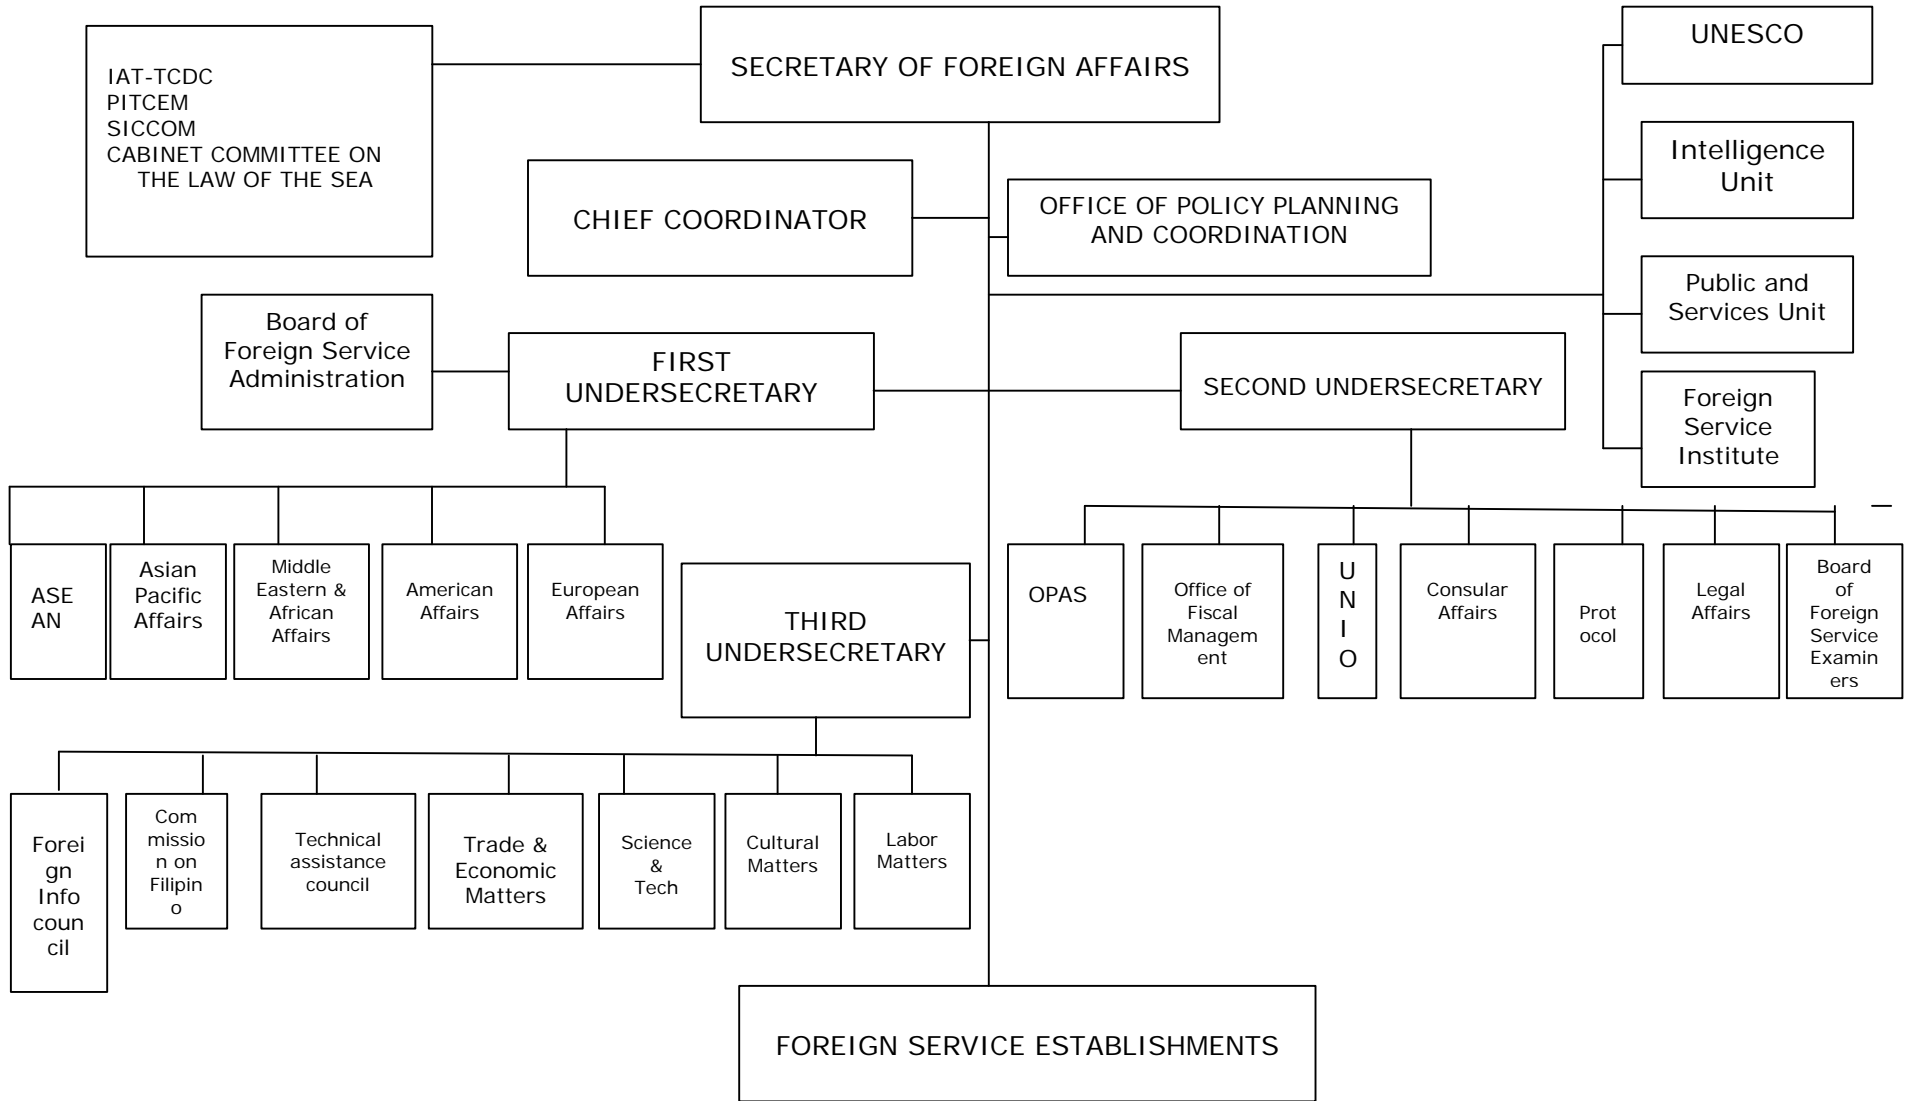 IAT-TCDC
PITCEM
SICCOM
CABINET COMMITTEE ON
THE LAW OF THE SEA
SECRETARY OF FOREIGN AFFAIRS
UNESCO
Intelligence
Unit
CHIEF COORDINATOR
OFFICE OF POLICY PLANNING
AND COORDINATION
Public and
Services Unit
Board of
Foreign Service
Administration
FIRST
UNDERSECRETARY
SECOND UNDERSECRETARY
Foreign
Service
Institute
ASE
AN
Asian
Pacific
Affairs
Middle
Eastern &
African
Affairs
American
Affairs
European
Affairs
THIRD
UNDERSECRETARY
OPAS
Office of
Fiscal
Managem
ent
U
N
I
O
Consular
Affairs
Prot
ocol
Legal
Affairs
Board
of
Foreign
Service
Examin
ers
Forei
gn
Info
coun
cil
Com
missio
n on
Filipin
o
Technical
assistance
council
Trade &
Economic
Matters
Science
&
Tech
Cultural
Matters
Labor
Matters
FOREIGN SERVICE ESTABLISHMENTS